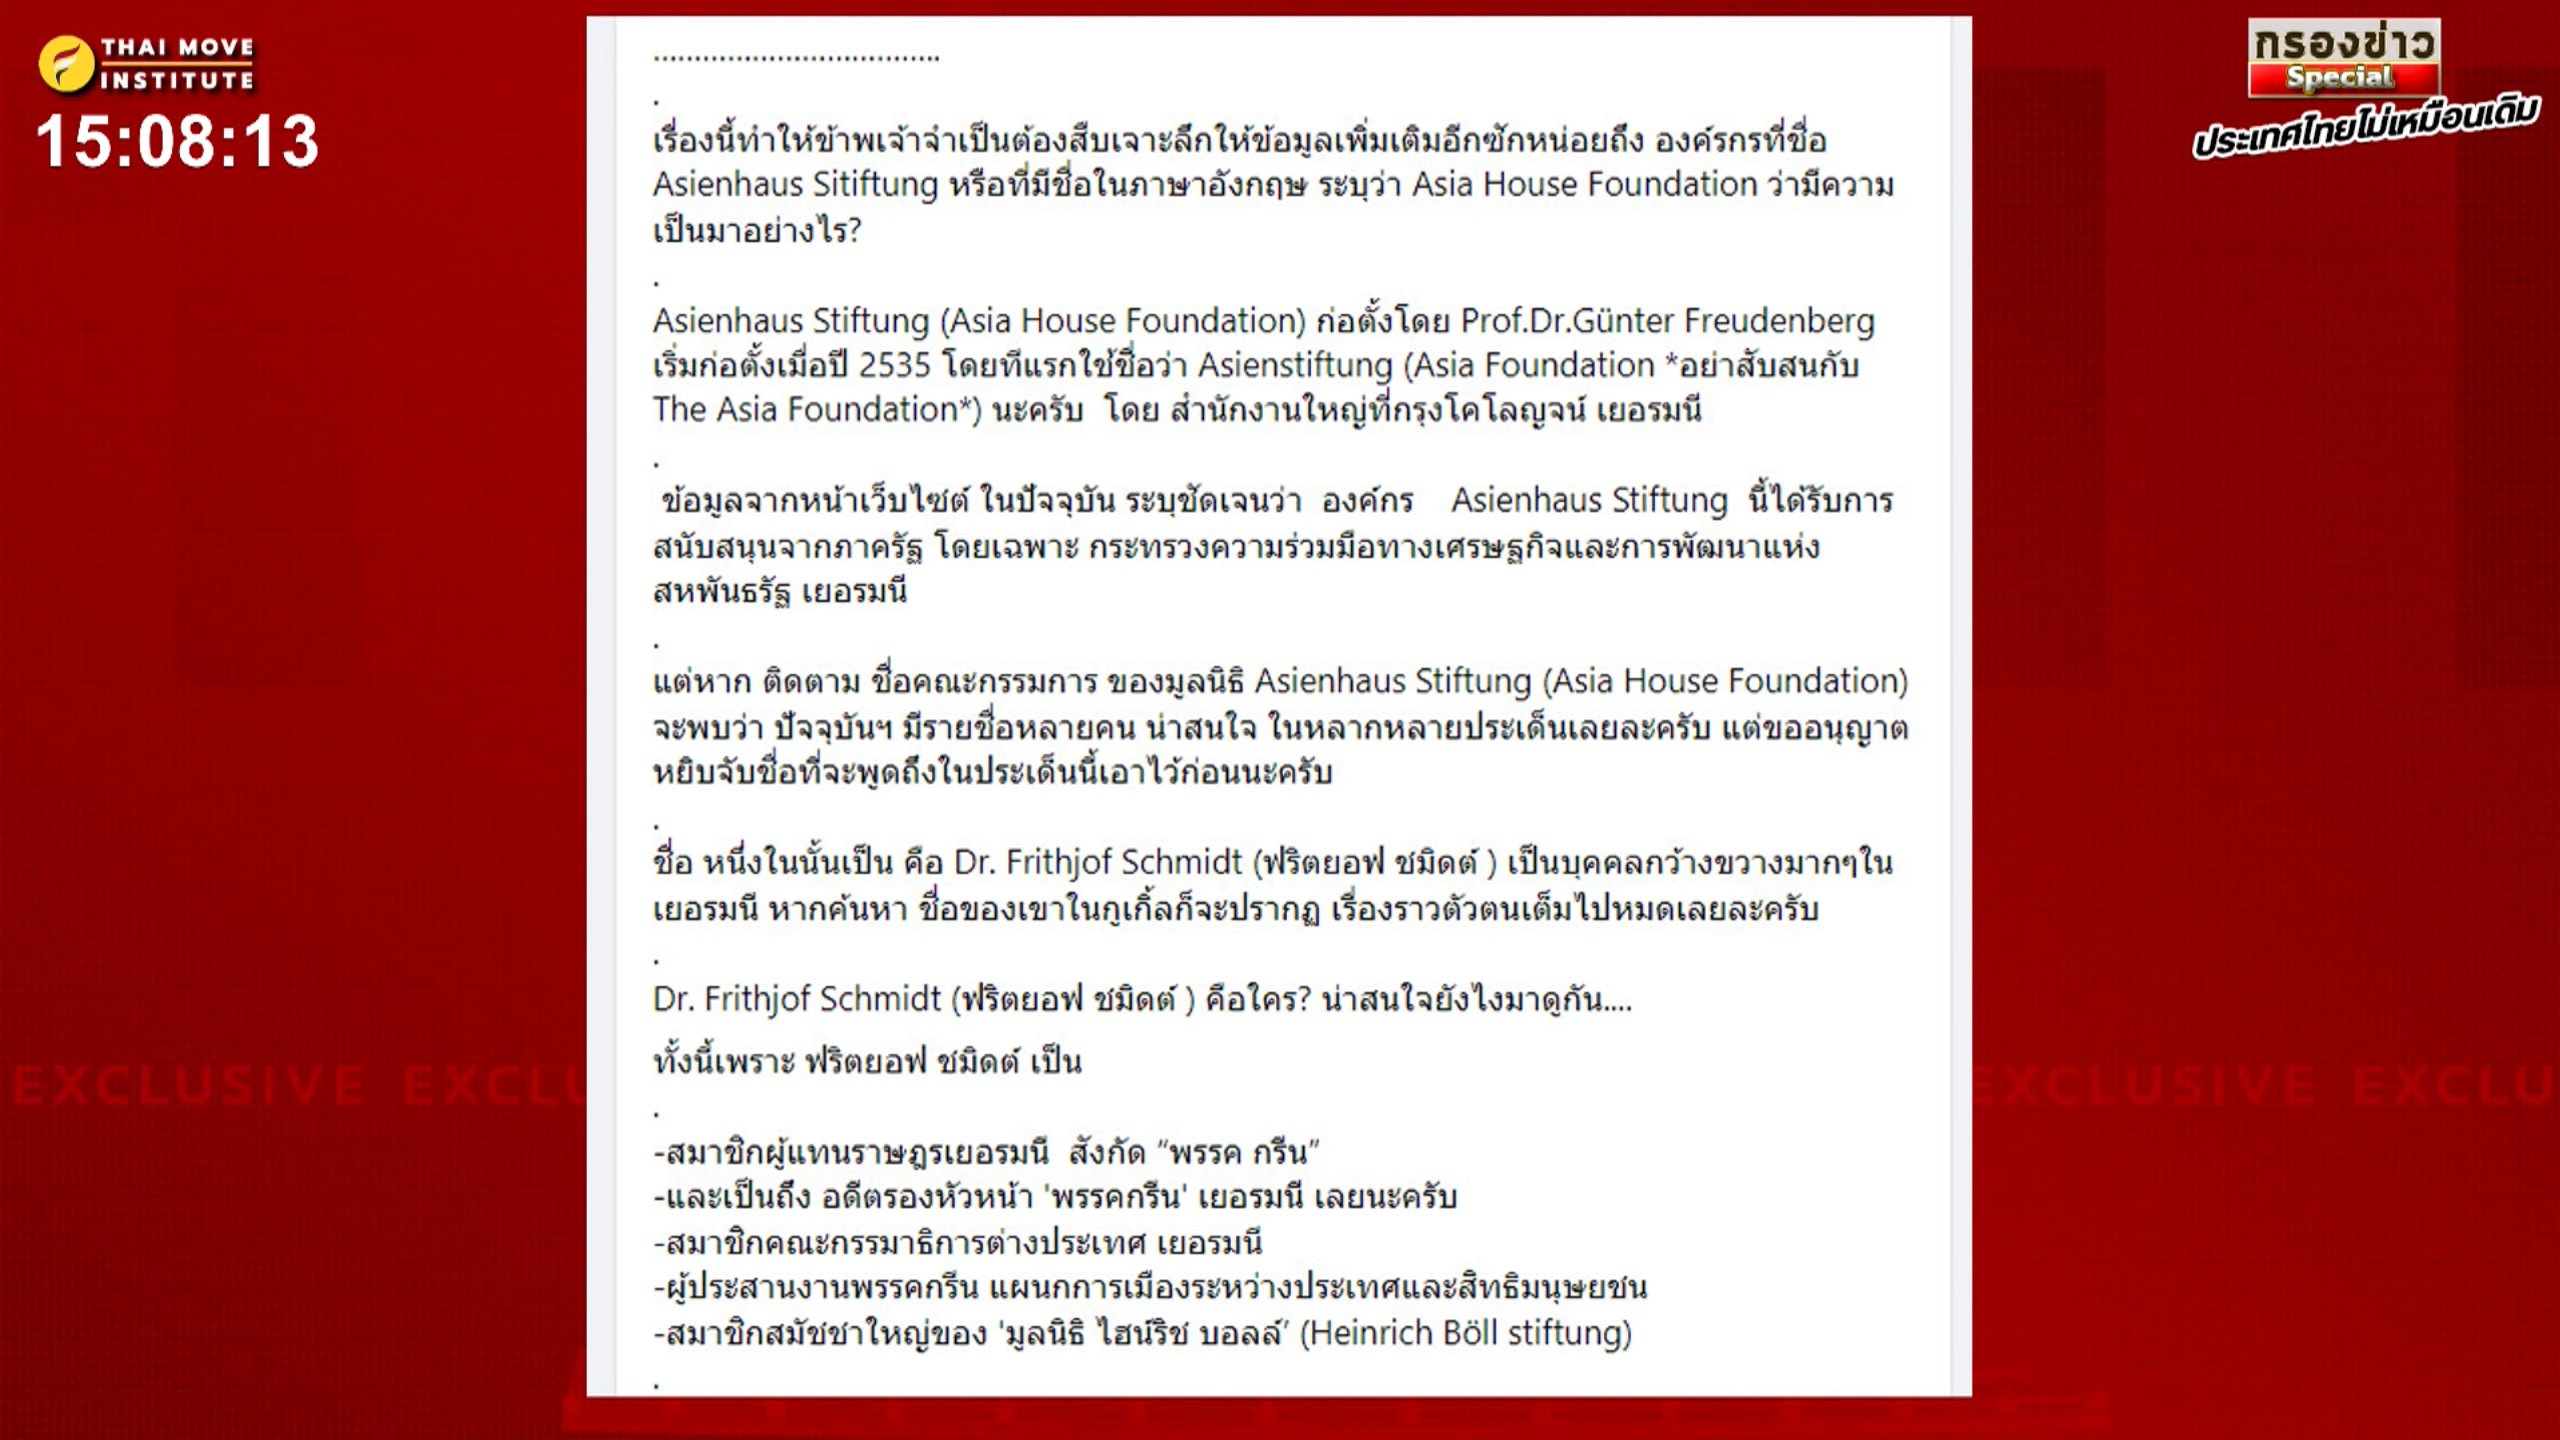 THAI MOVE
INSTITUTE
15:08:13
กรองข่าว
Special
ประเทศไทยไม่เหมือนเดิม
..................................
.
เรื่องนี้ทำให้ข้าพเจ้าจำเป็นต้องสืบเจาะลึกให้ข้อมูลเพิ่มเติมอีกซักหน่อยถึง องค์รกรที่ชื่อ
Asienhaus Sitiftung หรือที่มีชื่อในภาษาอังกฤษ ระบุว่า Asia House Foundation ว่ามีความ
เป็นมาอย่างไร?
.
Asienhaus Stiftung (Asia House Foundation) ก่อตั้งโดย Prof.Dr.Günter Freudenberg
เริ่มก่อตั้งเมื่อปี 2535 โดยทีแรกใช้ชื่อว่า Asienstiftung (Asia Foundation *อย่าสับสนกับ
The Asia Foundation*) นะครับ โดย สำนักงานใหญ่ที่กรุงโคโลญจน์ เยอรมนี
.
ข้อมูลจากหน้าเว็บไซต์ ในปัจจุบัน ระบุชัดเจนว่า องค์กร Asienhaus Stiftung นี้ได้รับการ
สนับสนุนจากภาครัฐ โดยเฉพาะ กระทรวงความร่วมมือทางเศรษฐกิจและการพัฒนาแห่ง
สหพันธรัฐ เยอรมนี
.
แต่หาก ติดตาม ชื่อคณะกรรมการ ของมูลนิธิ Asienhaus Stiftung (Asia House Foundation)
จะพบว่า ปัจจุบันฯ มีรายชื่อหลายคน น่าสนใจ ในหลากหลายประเด็นเลยละครับ แต่ขออนุญาต
หยิบจับชื่อที่จะพูดถึงในประเด็นนี้เอาไว้ก่อนนะครับ
.
ชื่อ หนึ่งในนั้นเป็น คือ Dr. Frithjof Schmidt (ฟริตยอฟ ชมิดต์ ) เป็นบุคคลกว้างขวางมากๆใน
เยอรมนี หากค้นหา ชื่อของเขาในกูเกิ้ลก็จะปรากฏ เรื่องราวตัวตนเต็มไปหมดเลยละครับ
.
Dr. Frithjof Schmidt (ฟริตยอฟ ชมิดต์ ) คือใคร? น่าสนใจยังไงมาดูกัน....
ทั้งนี้เพราะ ฟริตยอฟ ชมิดต์ เป็น
.
-สมาชิกผู้แทนราษฎรเยอรมนี สังกัด “พรรค กรีน”
-และเป็นถึง อดีตรองหัวหน้า 'พรรคกรีน' เยอรมนี เลยนะครับ
-สมาชิกคณะกรรมาธิการต่างประเทศ เยอรมนี
-ผู้ประสานงานพรรคกรีน แผนกการเมืองระหว่างประเทศและสิทธิมนุษยชน
-สมาชิกสมัชชาใหญ่ของ 'มูลนิธิ ไฮน์ริช บอลล์’ (Heinrich Böll stiftung)
.
EXCLUSIVE EXCLU
EXCLUSIVE EXCLU